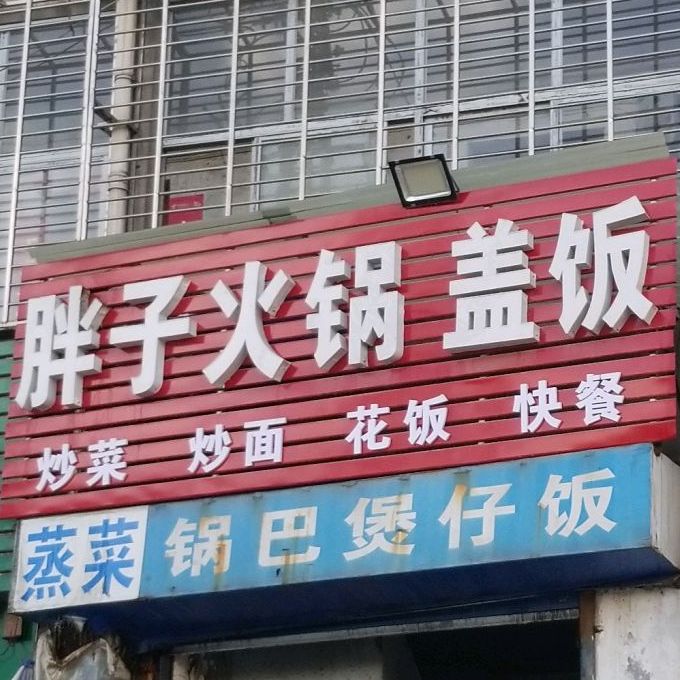 胖子火锅 盖饭
炒菜 炒面 花饭 快餐
蒸菜 锅巴煲仔饭